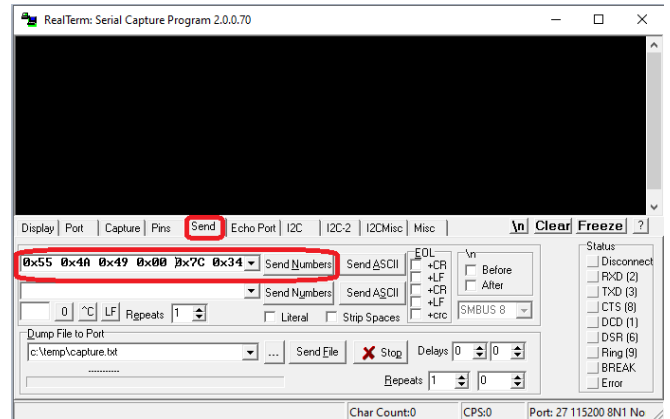 RealTerm: Serial Capture Program 2.0.0.70
Display Port Capture Pins Send Echo Port I2C I2C-2 I2CMisc Misc \n Clear Freeze ?
0x55 0x4A 0x49 0x00 0x7C 0x34 Send Numbers Send ASCII
EOL
+CR
+LF
+CR
+LF
+crc
\n
Before
After
SMBUS 8
Send Numbers Send ASCII
0 ^C LF Repeats 1 Literal Strip Spaces
Dump File to Port
c:\temp\capture.txt ... Send File Stop Delays 0 0
Repeats 1 0
Status
Disconnect
RXD (2)
TXD (3)
CTS (8)
DCD (1)
DSR (6)
Ring (9)
BREAK
Error
Char Count:0 CPS:0 Port: 27 115200 8N1 No